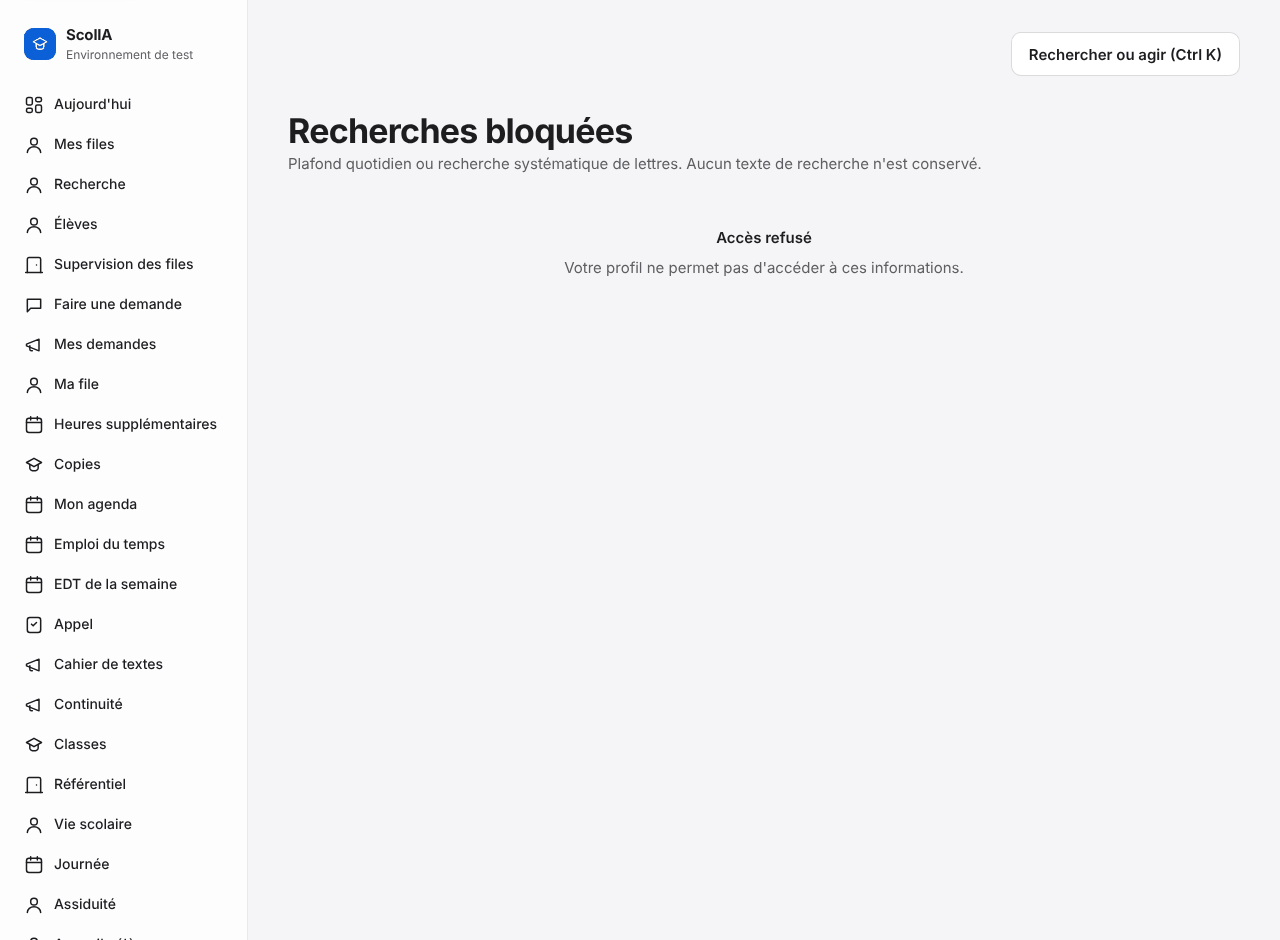 ScolIA
Environnement de test
Rechercher ou agir (Ctrl K)
Aujourd'hui
Mes files
Recherche
Élèves
Supervision des files
Faire une demande
Mes demandes
Ma file
Heures supplémentaires
Copies
Mon agenda
Emploi du temps
EDT de la semaine
Appel
Cahier de textes
Continuité
Classes
Référentiel
Vie scolaire
Journée
Assiduité
Recherches bloquées
Plafond quotidien ou recherche systématique de lettres. Aucun texte de recherche n'est conservé.
Accès refusé
Votre profil ne permet pas d'accéder à ces informations.